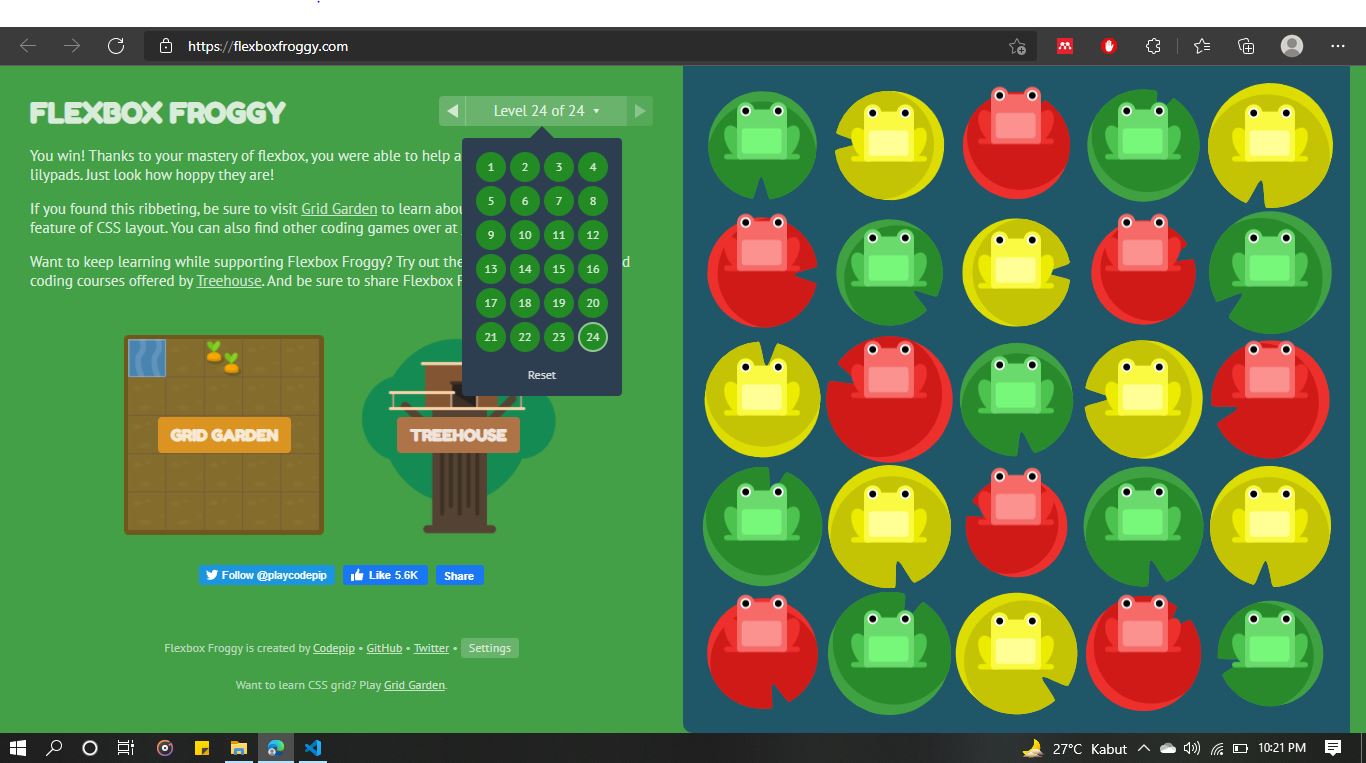 https://flexboxfroggy.com
FLEXBOX FROGGY
Level 24 of 24
You win! Thanks to your mastery of flexbox, you were able to help a
lilypads. Just look how hoppy they are!
If you found this ribbeting, be sure to visit Grid Garden to learn abou
feature of CSS layout. You can also find other coding games over at
Want to keep learning while supporting Flexbox Froggy? Try out the d
coding courses offered by Treehouse. And be sure to share Flexbox F
1 2 3 4
5 6 7 8
9 10 11 12
13 14 15 16
17 18 19 20
21 22 23 24
Reset
GRID GARDEN
TREEHOUSE
Follow @playcodepip Like 5.6K Share
Flexbox Froggy is created by Codepip • GitHub • Twitter • Settings
Want to learn CSS grid? Play Grid Garden.
27°C Kabut 10:21 PM